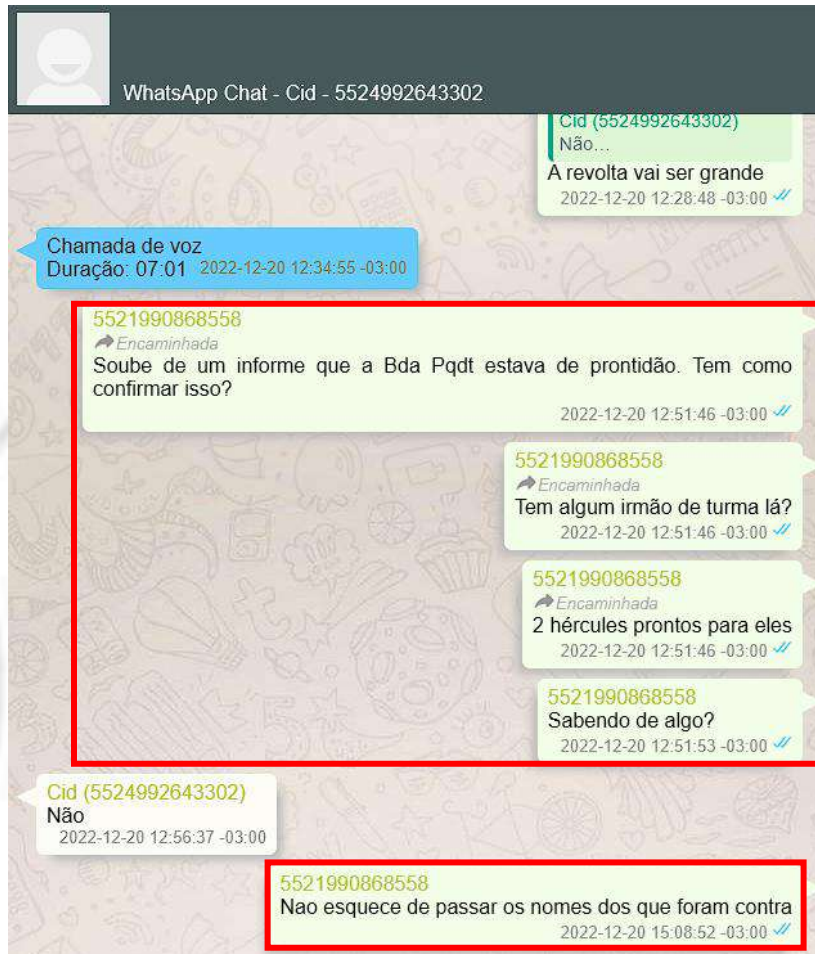 WhatsApp Chat - Cid - 5524992643302
Cid (5524992643302)
Não...
A revolta vai ser grande
2022-12-20 12:28:48 -03:00
Chamada de voz
Duração: 07:01 2022-12-20 12:34:55 -03:00
5521990868558
Encaminhada
Soube de um informe que a Bda Pqdt estava de prontidão. Tem como
confirmar isso?
2022-12-20 12:51:46 -03:00
5521990868558
Encaminhada
Tem algum irmão de turma lá?
2022-12-20 12:51:46 -03:00
5521990868558
Encaminhada
2 hércules prontos para eles
2022-12-20 12:51:46 -03:00
5521990868558
Sabendo de algo?
2022-12-20 12:51:53 -03:00
Cid (5524992643302)
Não
2022-12-20 12:56:37 -03:00
5521990868558
Nao esquece de passar os nomes dos que foram contra
2022-12-20 15:08:52 -03:00